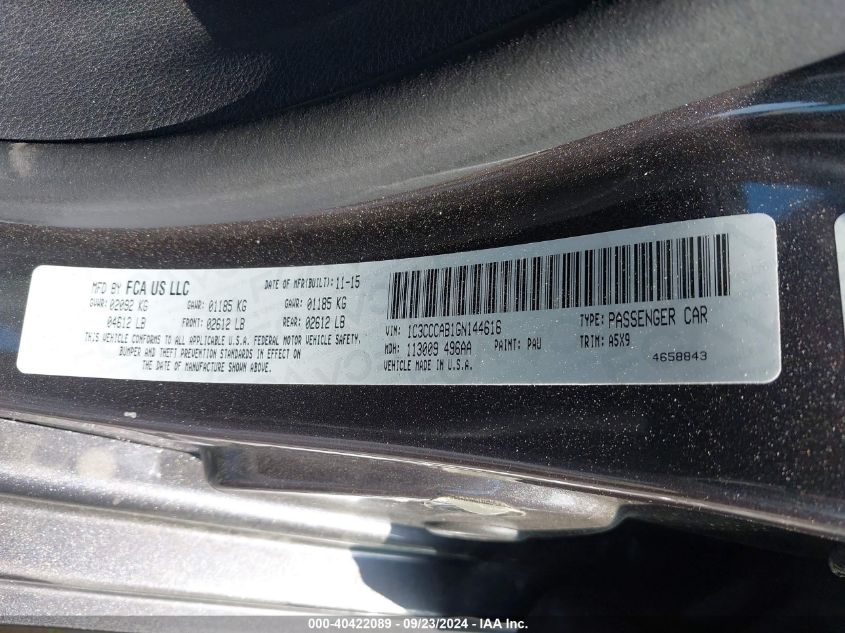 MFD BY FCA US LLC DATE OF MFR(BUILT): 11-15
GVWR: 02092 KG GAWR: 01185 KG GAWR: 01185 KG
04612 LB FRONT: 02612 LB REAR: 02612 LB
THIS VEHICLE CONFORMS TO ALL APPLICABLE U.S.A. FEDERAL MOTOR VEHICLE SAFETY,
BUMPER AND THEFT PREVENTION STANDARDS IN EFFECT ON
THE DATE OF MANUFACTURE SHOWN ABOVE.
VIN: 1C3CCCAB1GN144616 TYPE: PASSENGER CAR
MDH: 113009 496AA PAINT: PAU TRIM: A5X9
VEHICLE MADE IN U.S.A. 4658843
000-40422089 - 09/23/2024 - IAAI.COM